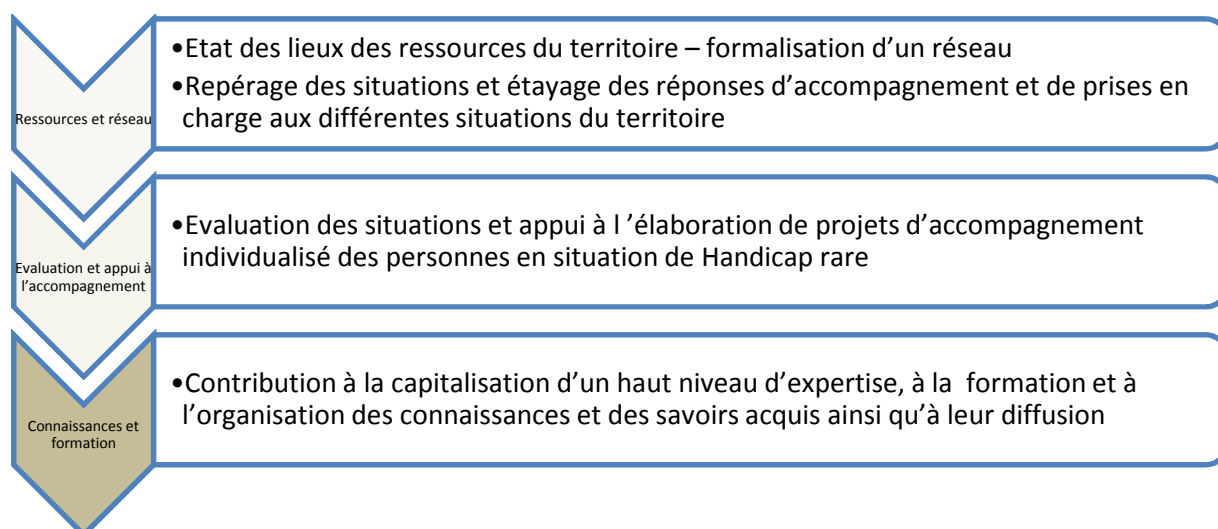 Ressources et réseau
•Etat des lieux des ressources du territoire – formalisation d’un réseau
•Repérage des situations et étayage des réponses d’accompagnement et de prises en
charge aux différentes situations du territoire
Evaluation et appui à
l’accompagnement
•Evaluation des situations et appui à l ’élaboration de projets d’accompagnement
individualisé des personnes en situation de Handicap rare
Connaissances et
formation
•Contribution à la capitalisation d’un haut niveau d’expertise, à la  formation et à
l’organisation des connaissances et des savoirs acquis ainsi qu’à leur diffusion